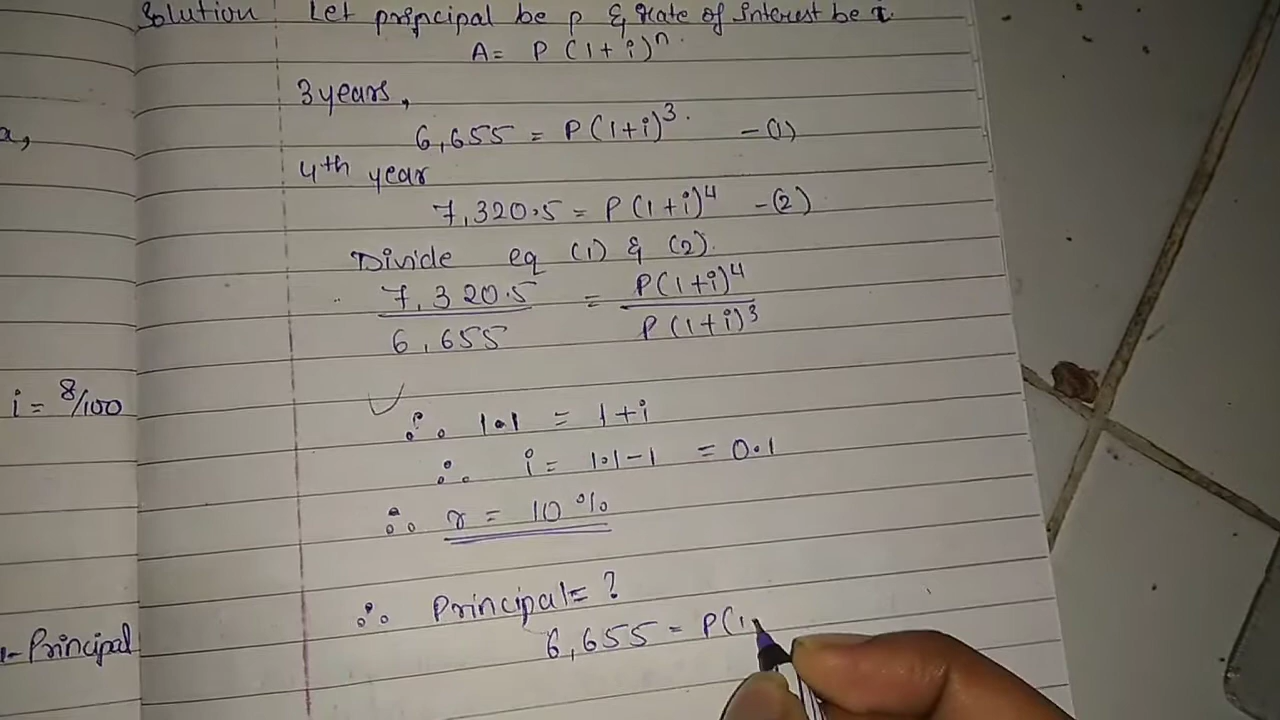 Solution Let principal be p & Rate of interest be i.
A = P(1+i)ⁿ.
3 years,
a,
6,655 = P(1+i)³. —(1)
4th year
7,320.5 = P(1+i)⁴ —(2)
Divide eq (1) & (2).
7,320.5 = P(1+i)⁴
6,655 P(1+i)³
i = 8/100
∴ 1.1 = 1+i
∴ i = 1.1-1 = 0.1
∴ r = 10%
∴ Principal = ?
6,655 = P(1
- Principal